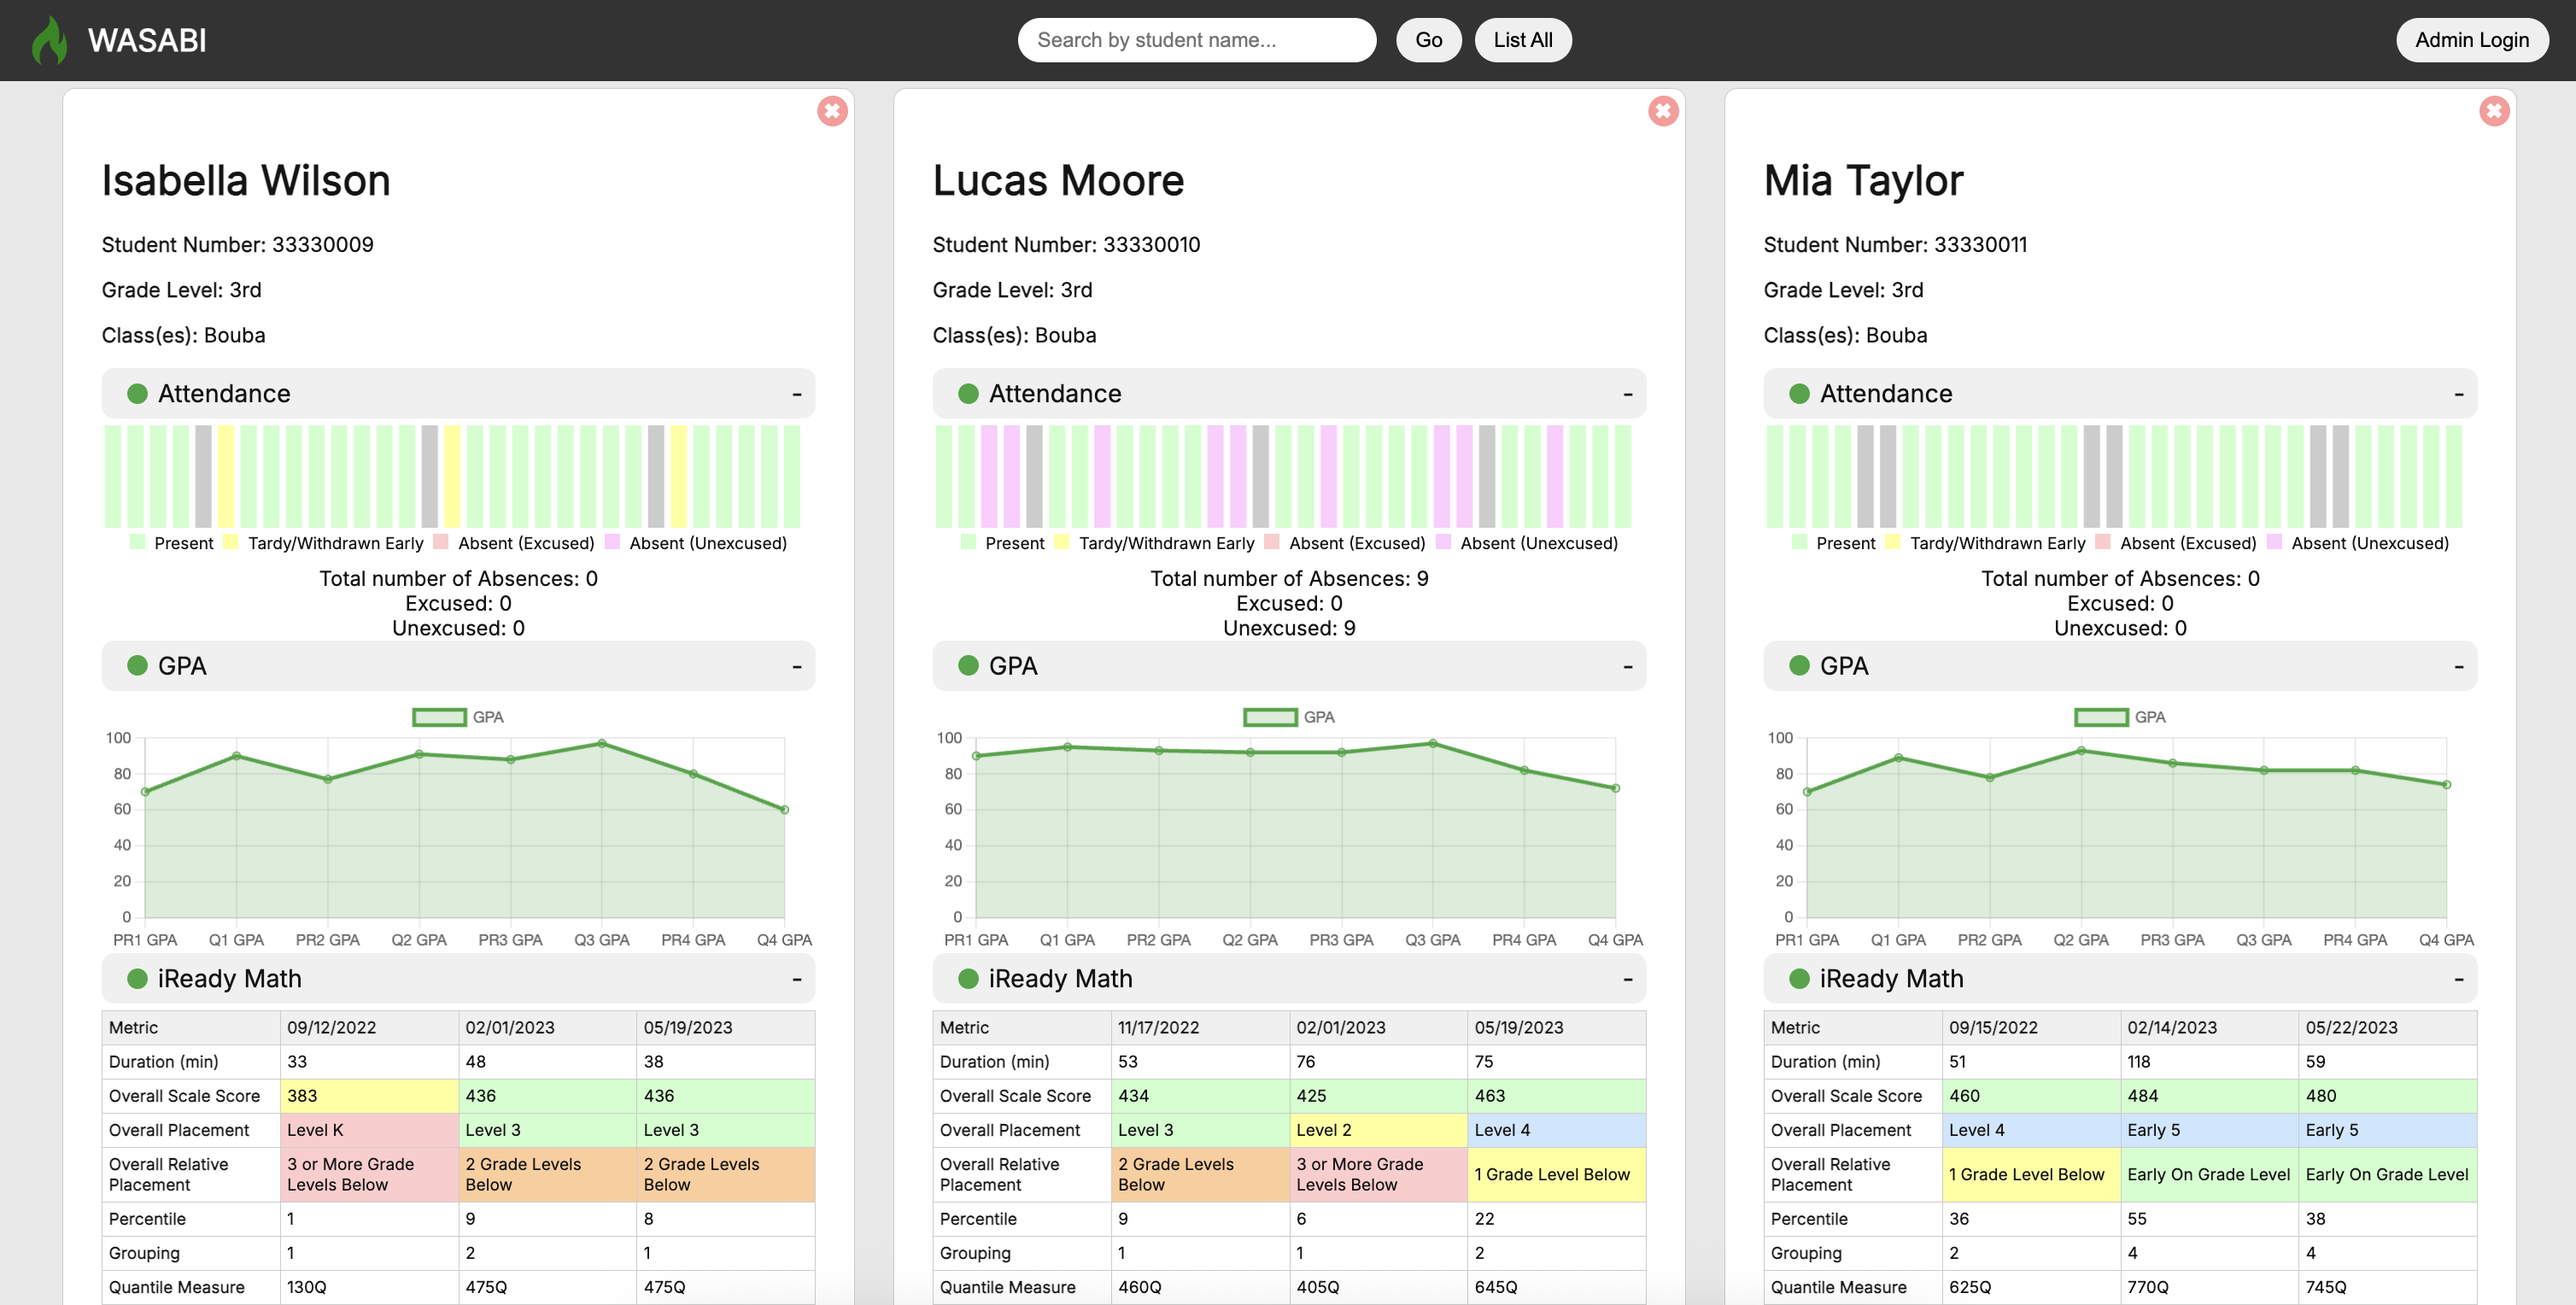 WASABI
Search by student name...
Go
List All
Admin Login
Isabella Wilson
Student Number: 33330009
Grade Level: 3rd
Class(es): Bouba
Attendance -
Present Tardy/Withdrawn Early Absent (Excused) Absent (Unexcused)
Total number of Absences: 0
Excused: 0
Unexcused: 0
GPA -
GPA
100
80
60
40
20
0
PR1 GPA Q1 GPA PR2 GPA Q2 GPA PR3 GPA Q3 GPA PR4 GPA Q4 GPA
iReady Math -
Metric 09/12/2022 02/01/2023 05/19/2023
Duration (min) 33 48 38
Overall Scale Score 383 436 436
Overall Placement Level K Level 3 Level 3
Overall Relative Placement 3 or More Grade Levels Below 2 Grade Levels Below 2 Grade Levels Below
Percentile 1 9 8
Grouping 1 2 1
Quantile Measure 130Q 475Q 475Q
Lucas Moore
Student Number: 33330010
Grade Level: 3rd
Class(es): Bouba
Attendance -
Present Tardy/Withdrawn Early Absent (Excused) Absent (Unexcused)
Total number of Absences: 9
Excused: 0
Unexcused: 9
GPA -
GPA
100
80
60
40
20
0
PR1 GPA Q1 GPA PR2 GPA Q2 GPA PR3 GPA Q3 GPA PR4 GPA Q4 GPA
iReady Math -
Metric 11/17/2022 02/01/2023 05/19/2023
Duration (min) 53 76 75
Overall Scale Score 434 425 463
Overall Placement Level 3 Level 2 Level 4
Overall Relative Placement 2 Grade Levels Below 3 or More Grade Levels Below 1 Grade Level Below
Percentile 9 6 22
Grouping 1 1 2
Quantile Measure 460Q 405Q 645Q
Mia Taylor
Student Number: 33330011
Grade Level: 3rd
Class(es): Bouba
Attendance -
Present Tardy/Withdrawn Early Absent (Excused) Absent (Unexcused)
Total number of Absences: 0
Excused: 0
Unexcused: 0
GPA -
GPA
100
80
60
40
20
0
PR1 GPA Q1 GPA PR2 GPA Q2 GPA PR3 GPA Q3 GPA PR4 GPA Q4 GPA
iReady Math -
Metric 09/15/2022 02/14/2023 05/22/2023
Duration (min) 51 118 59
Overall Scale Score 460 484 480
Overall Placement Level 4 Early 5 Early 5
Overall Relative Placement 1 Grade Level Below Early On Grade Level Early On Grade Level
Percentile 36 55 38
Grouping 2 4 4
Quantile Measure 625Q 770Q 745Q